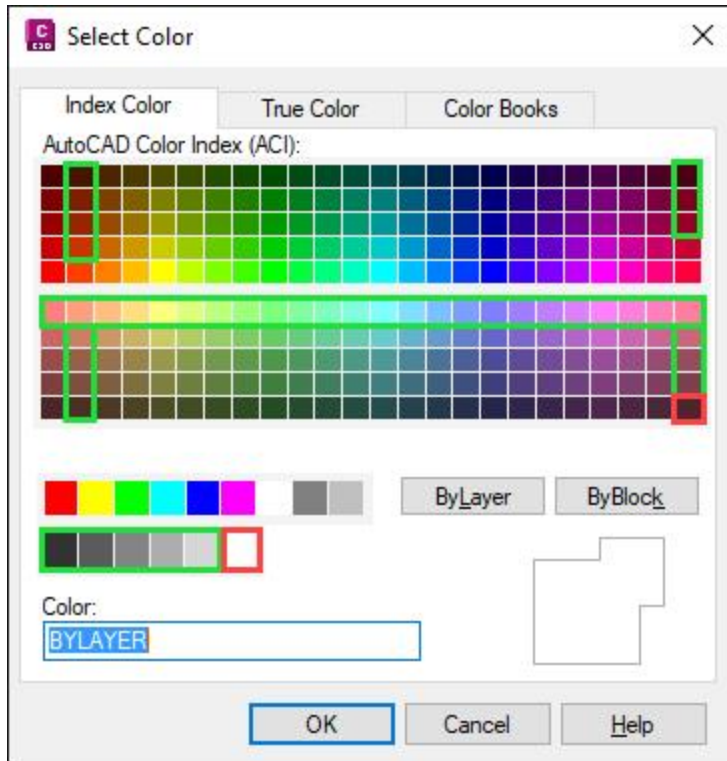 C
C3D
Select Color
Index Color
True Color
Color Books
AutoCAD Color Index (ACI):
ByLayer
ByBlock
Color:
BYLAYER
OK
Cancel
Help